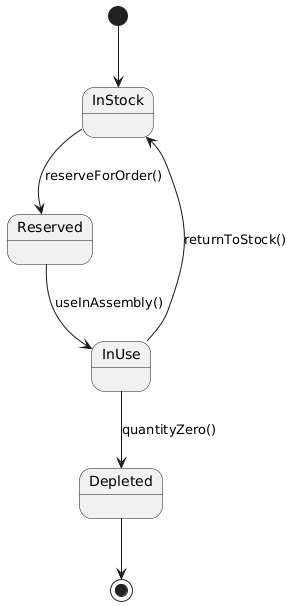 InStock
reserveForOrder()
Reserved
returnToStock()
useInAssembly()
InUse
quantityZero()
Depleted